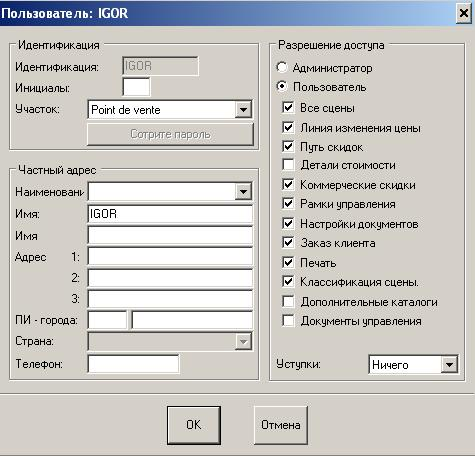 Пользователь: IGOR
Идентификация
Идентификация: IGOR
Инициалы:
Участок: Point de vente
Сотрите пароль
Частный адрес
Наименовани
Имя: IGOR
Имя
Адрес 1:
2:
3:
ПИ - города:
Страна:
Телефон:
Разрешение доступа
Администратор
Пользователь
Все сцены
Линия изменения цены
Путь скидок
Детали стоимости
Коммерческие скидки
Рамки управления
Настройки документов
Заказ клиента
Печать
Классификация сцены.
Дополнительные каталоги
Документы управления
Уступки: Ничего
OK
Отмена